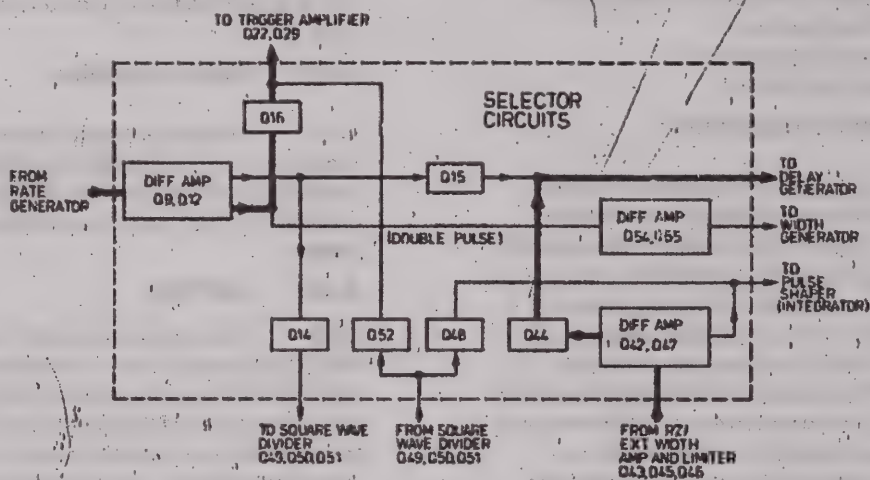 TO TRIGGER AMPLIFIER
Q27,Q29
SELECTOR
CIRCUITS
Q16
FROM
RATE
GENERATOR
DIFF AMP
Q9,Q12
Q15
TO
DELAY
GENERATOR
DIFF AMP
Q54,Q55
TO
WIDTH
GENERATOR
(DOUBLE PULSE)
TO
PULSE
SHAPER
(INTEGRATOR)
Q14
Q52
Q48
Q44
DIFF AMP
Q42,Q47
TO SQUARE WAVE
DIVIDER
Q49,Q50,Q51
FROM SQUARE
WAVE DIVIDER
Q49,Q50,Q51
FROM RZ/
EXT WIDTH
AMP AND LIMITER
Q43,Q45,Q46